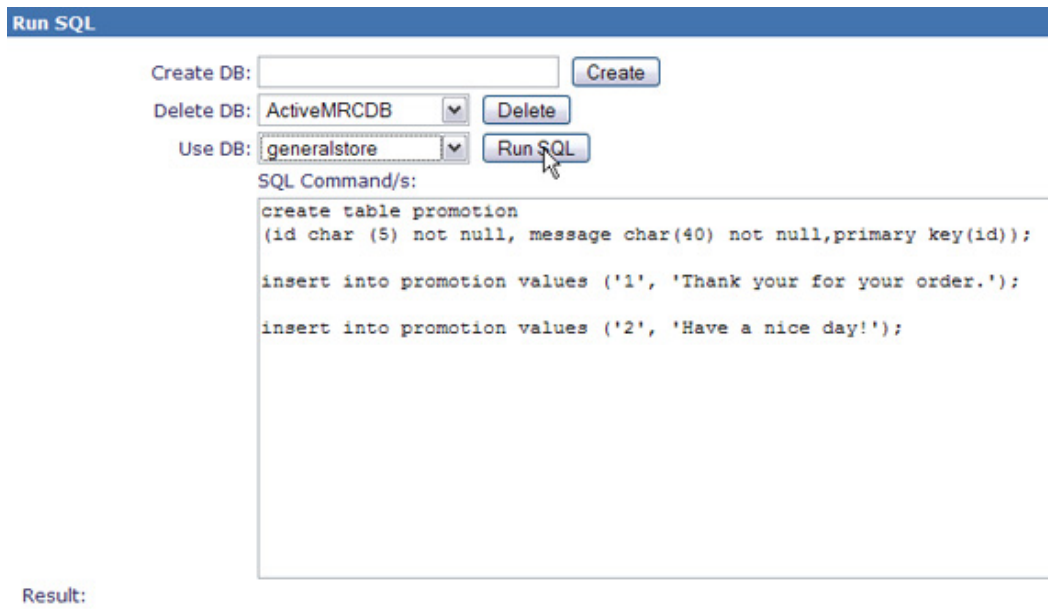 Run SQL
Create DB: Create
Delete DB: ActiveMRCDB Delete
Use DB: generalstore Run SQL
SQL Command/s:
create table promotion
(id char (5) not null, message char(40) not null,primary key(id));
insert into promotion values ('1', 'Thank your for your order.');
insert into promotion values ('2', 'Have a nice day!');
Result: